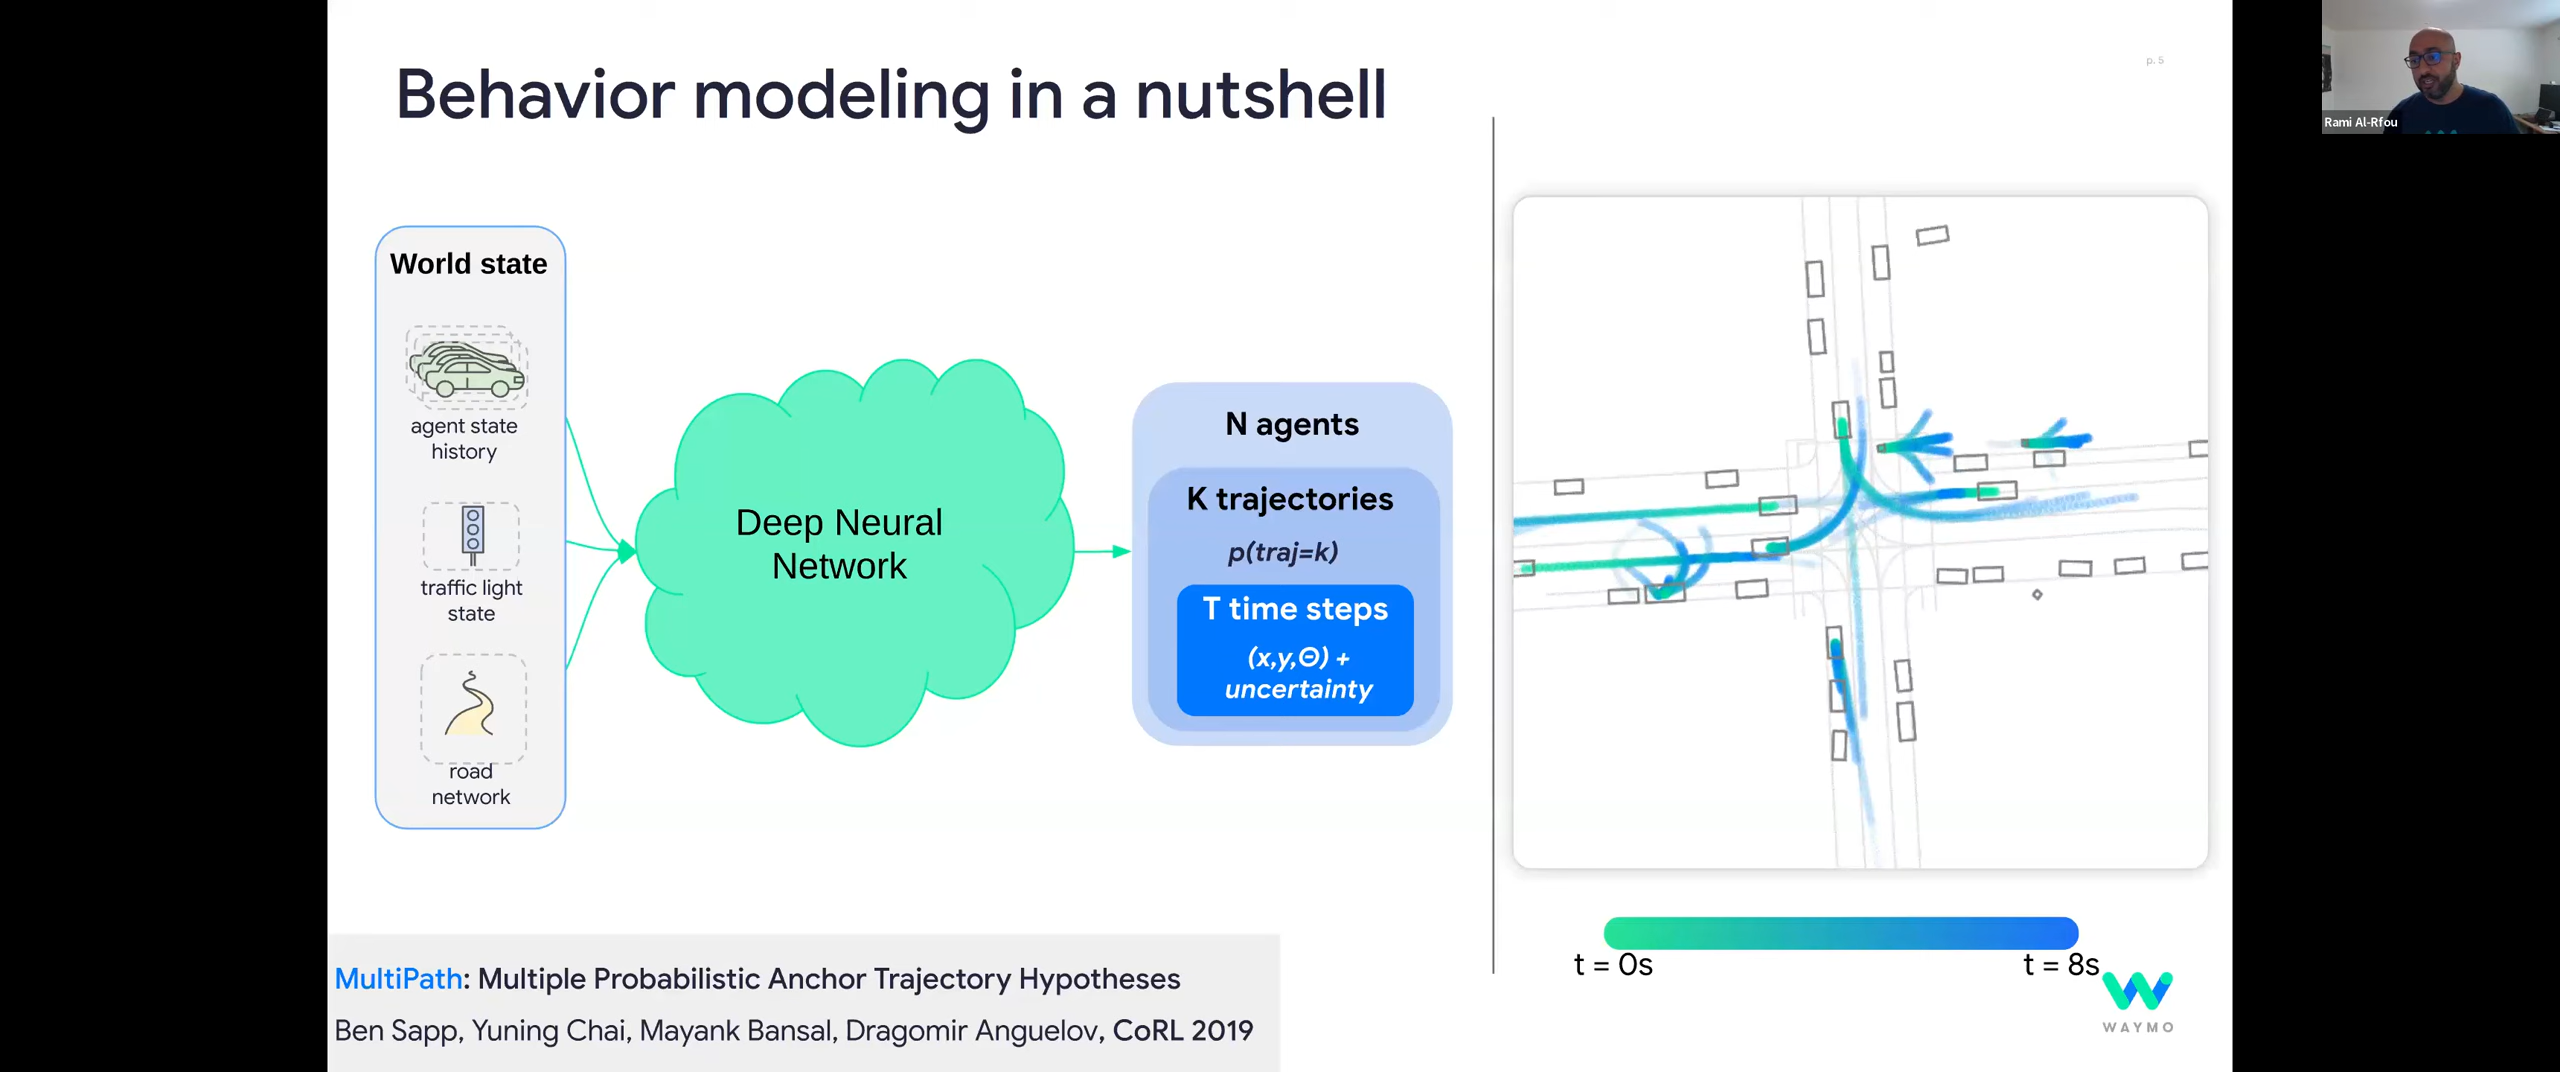 Behavior modeling in a nutshell
p. 5
Rami Al-Rfou
World state
agent state
history
traffic light
state
road
network
Deep Neural
Network
N agents
K trajectories
p(traj=k)
T time steps
(x,y,Θ) +
uncertainty
t = 0s
t = 8s
WAYMO
MultiPath: Multiple Probabilistic Anchor Trajectory Hypotheses
Ben Sapp, Yuning Chai, Mayank Bansal, Dragomir Anguelov, CoRL 2019